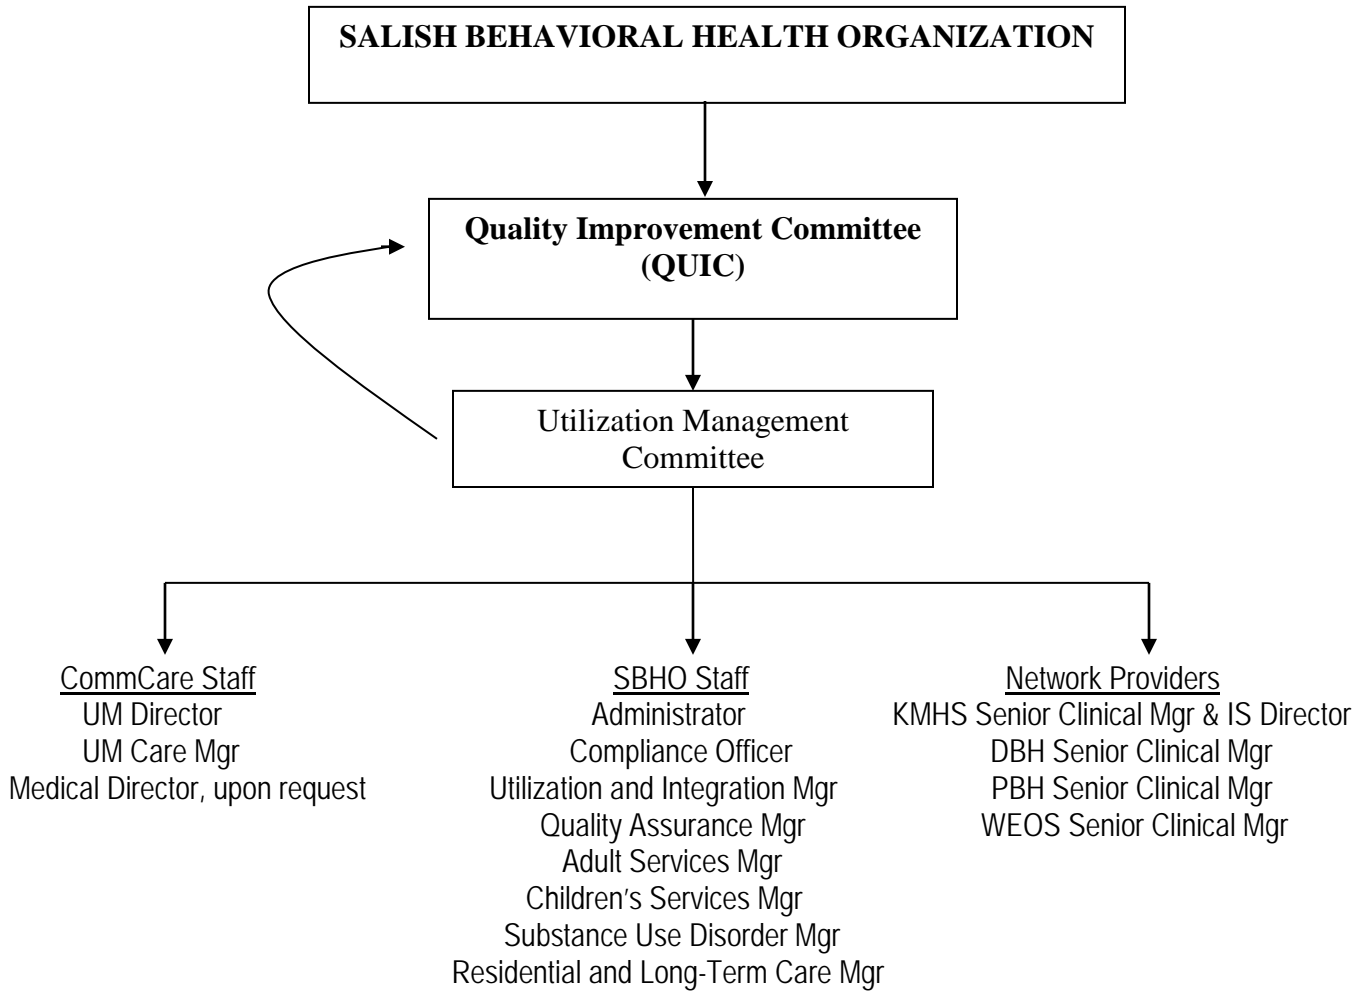 SALISH BEHAVIORAL HEALTH ORGANIZATION
Quality Improvement Committee
(QUIC)
Utilization Management
Committee
CommCare Staff
UM Director
UM Care Mgr
Medical Director, upon request
SBHO Staff
Administrator
Compliance Officer
Utilization and Integration Mgr
Quality Assurance Mgr
Adult Services Mgr
Children's Services Mgr
Substance Use Disorder Mgr
Residential and Long-Term Care Mgr
Network Providers
KMHS Senior Clinical Mgr & IS Director
DBH Senior Clinical Mgr
PBH Senior Clinical Mgr
WEOS Senior Clinical Mgr